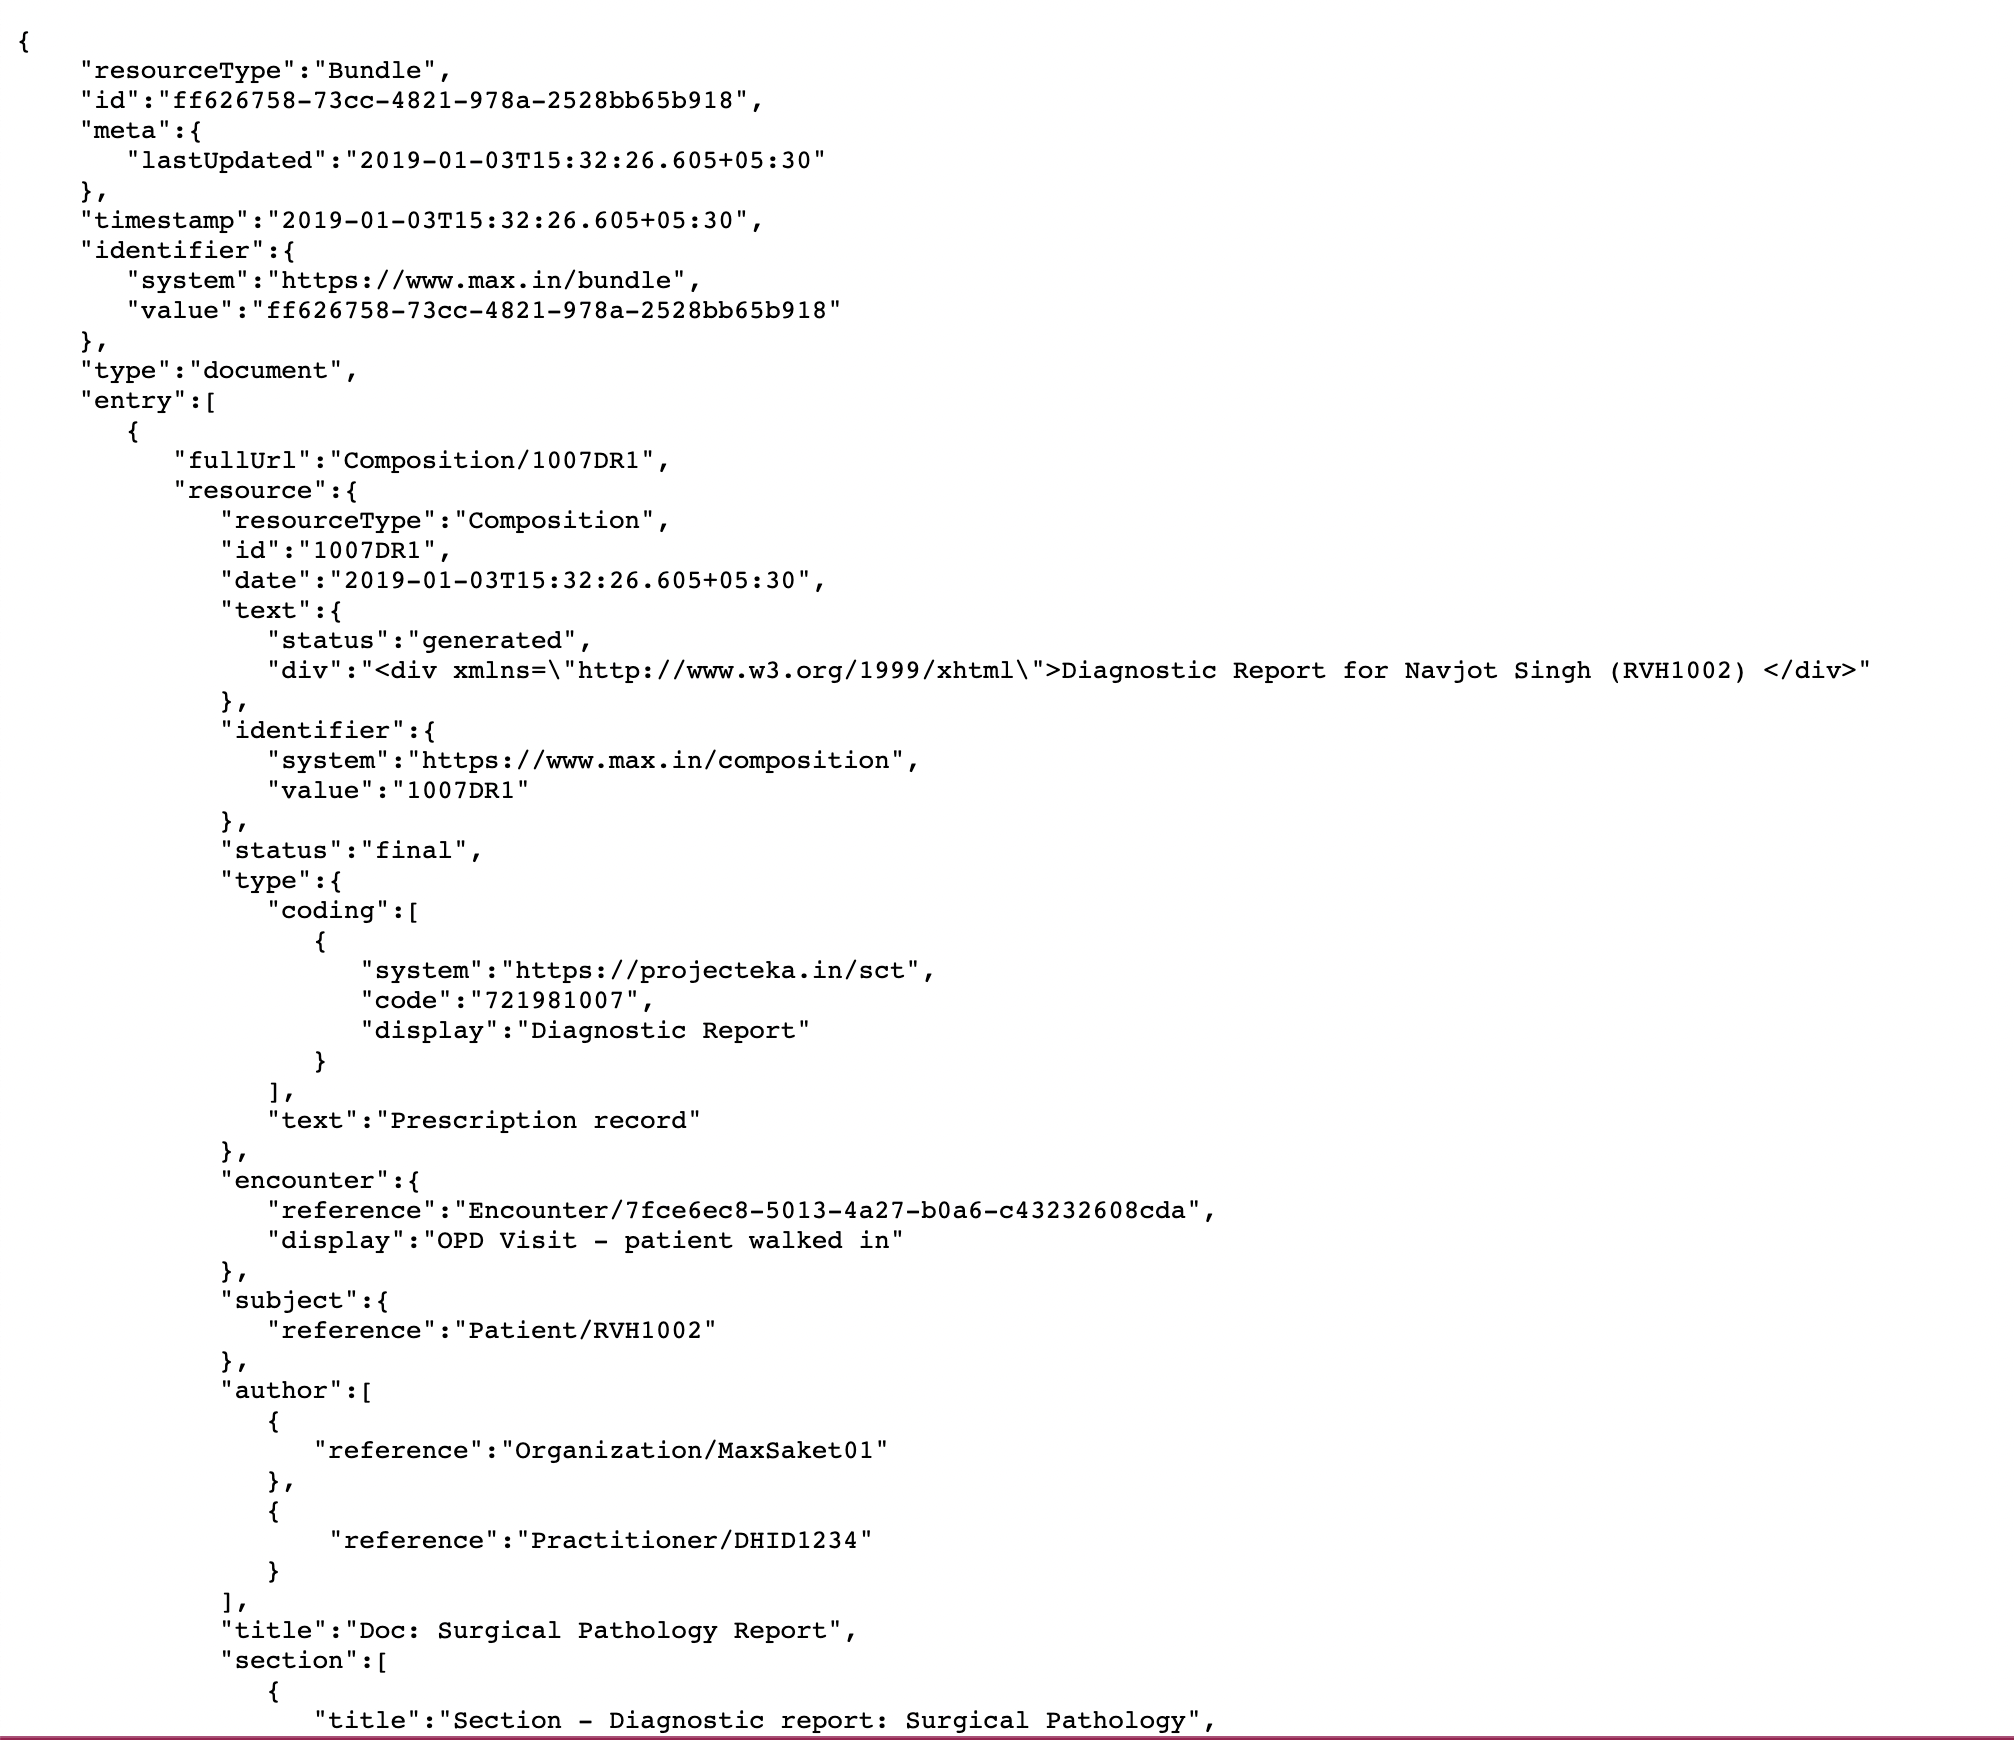 {
"resourceType":"Bundle",
"id":"ff626758-73cc-4821-978a-2528bb65b918",
"meta":{
"lastUpdated":"2019-01-03T15:32:26.605+05:30"
},
"timestamp":"2019-01-03T15:32:26.605+05:30",
"identifier":{
"system":"https://www.max.in/bundle",
"value":"ff626758-73cc-4821-978a-2528bb65b918"
},
"type":"document",
"entry":[
{
"fullUrl":"Composition/1007DR1",
"resource":{
"resourceType":"Composition",
"id":"1007DR1",
"date":"2019-01-03T15:32:26.605+05:30",
"text":{
"status":"generated",
"div":"<div xmlns=\"http://www.w3.org/1999/xhtml\">Diagnostic Report for Navjot Singh (RVH1002) </div>"
},
"identifier":{
"system":"https://www.max.in/composition",
"value":"1007DR1"
},
"status":"final",
"type":{
"coding":[
{
"system":"https://projecteka.in/sct",
"code":"721981007",
"display":"Diagnostic Report"
}
],
"text":"Prescription record"
},
"encounter":{
"reference":"Encounter/7fce6ec8-5013-4a27-b0a6-c43232608cda",
"display":"OPD Visit - patient walked in"
},
"subject":{
"reference":"Patient/RVH1002"
},
"author":[
{
"reference":"Organization/MaxSaket01"
},
{
"reference":"Practitioner/DHID1234"
}
],
"title":"Doc: Surgical Pathology Report",
"section":[
{
"title":"Section - Diagnostic report: Surgical Pathology",